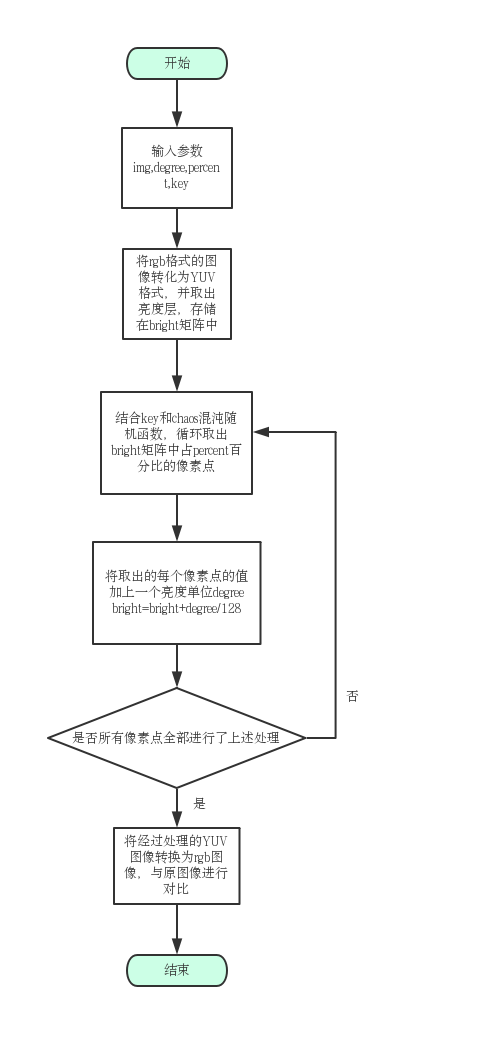 开始
输入参数
img,degree,percen
t,key
将rgb格式的图
像转化为YUV
格式，并取出
亮度层，存储
在bright矩阵中
结合key和chaos混沌随
机函数，循环取出
bright矩阵中占percent百
分比的像素点
将取出的每个像素点的值
加上一个亮度单位degree
bright=bright+degree/128
否
是否所有像素点全部进行了上述处理
是
将经过处理的YUV
图像转换为rgb图
像，与原图像进行
对比
结束